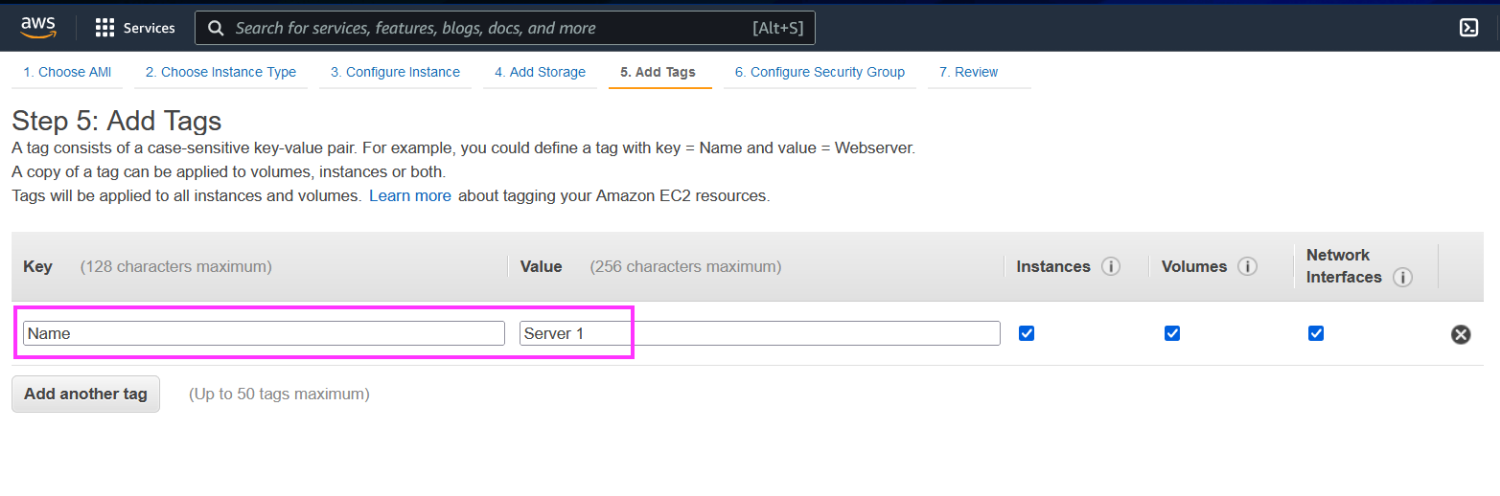 aws
Services
Search for services, features, blogs, docs, and more [Alt+S]
1. Choose AMI 2. Choose Instance Type 3. Configure Instance 4. Add Storage 5. Add Tags 6. Configure Security Group 7. Review
Step 5: Add Tags
A tag consists of a case-sensitive key-value pair. For example, you could define a tag with key = Name and value = Webserver.
A copy of a tag can be applied to volumes, instances or both.
Tags will be applied to all instances and volumes. Learn more about tagging your Amazon EC2 resources.
Key (128 characters maximum) Value (256 characters maximum) Instances i Volumes i Network
Interfaces i
Name Server 1
Add another tag (Up to 50 tags maximum)